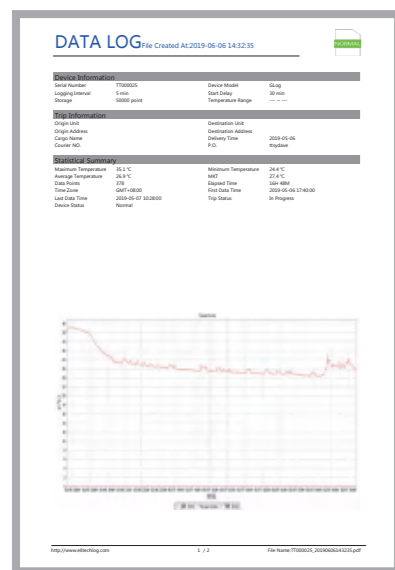 DATA LOG File Created At:2019-06-06 14:32:35
NORMAL
Device Information
Serial Number TT000025 Device Model GLog
Logging Interval 5 min Start Delay 30 min
Storage 50000 point Temperature Range --- ~ ---
Trip Information
Origin Unit Destination Unit
Origin Address Destination Address
Cargo Name Delivery Time 2019-05-06
Courier NO. P.O. ttsydave
Statistical Summary
Maximum Temperature 35.1 ℃ Minimum Temperature 24.4 ℃
Average Temperature 26.9 ℃ MKT 27.4 ℃
Data Points 378 Elapsed Time 16H 48M
Time Zone GMT+08:00 First Data Time 2019-05-06 17:40:00
Last Data Time 2019-05-07 10:28:00 Trip Status In Progress
Device Status Normal
http://www.elitechlog.com 1 / 2 File Name:TT000025_20190606143235.pdf